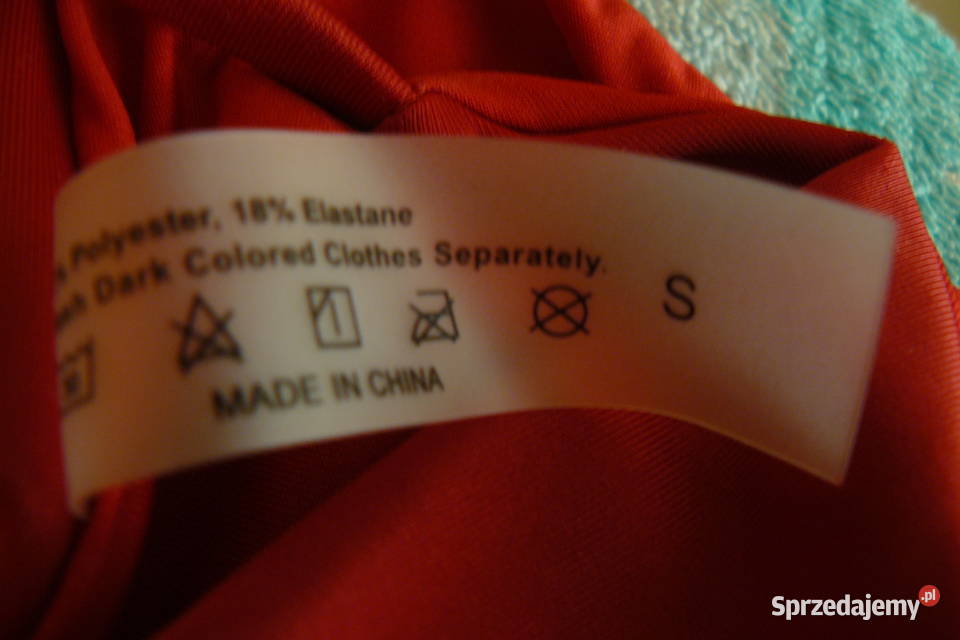 Polyester, 18% Elastane
Dark Colored Clothes Separately.
S
MADE IN CHINA
Sprzedajemy.pl